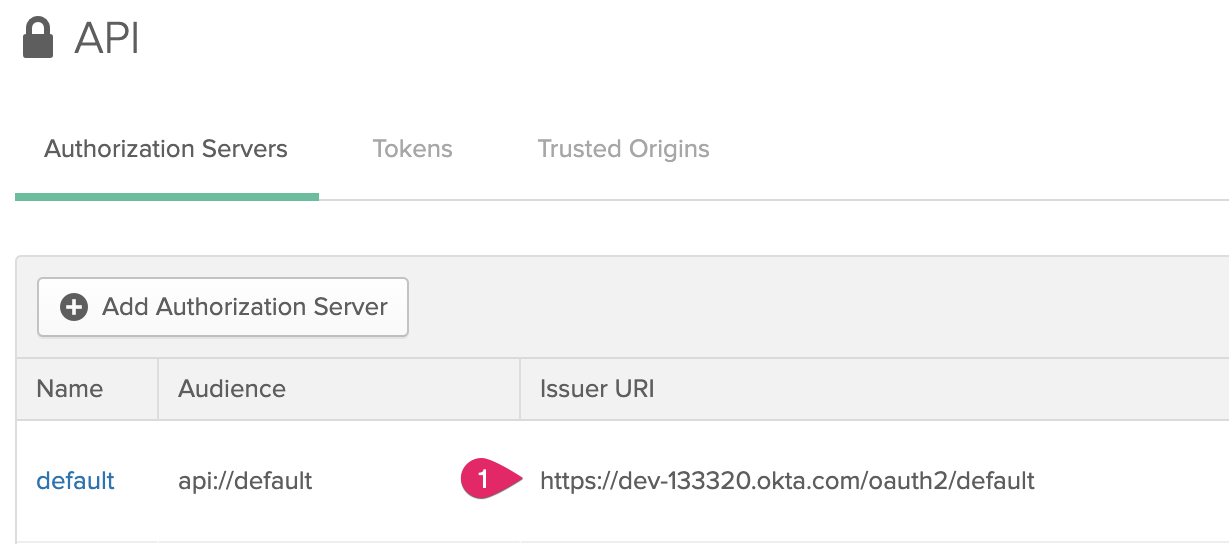 API
Authorization Servers Tokens Trusted Origins
Add Authorization Server
Name Audience Issuer URI
default api://default 1 https://dev-133320.okta.com/oauth2/default